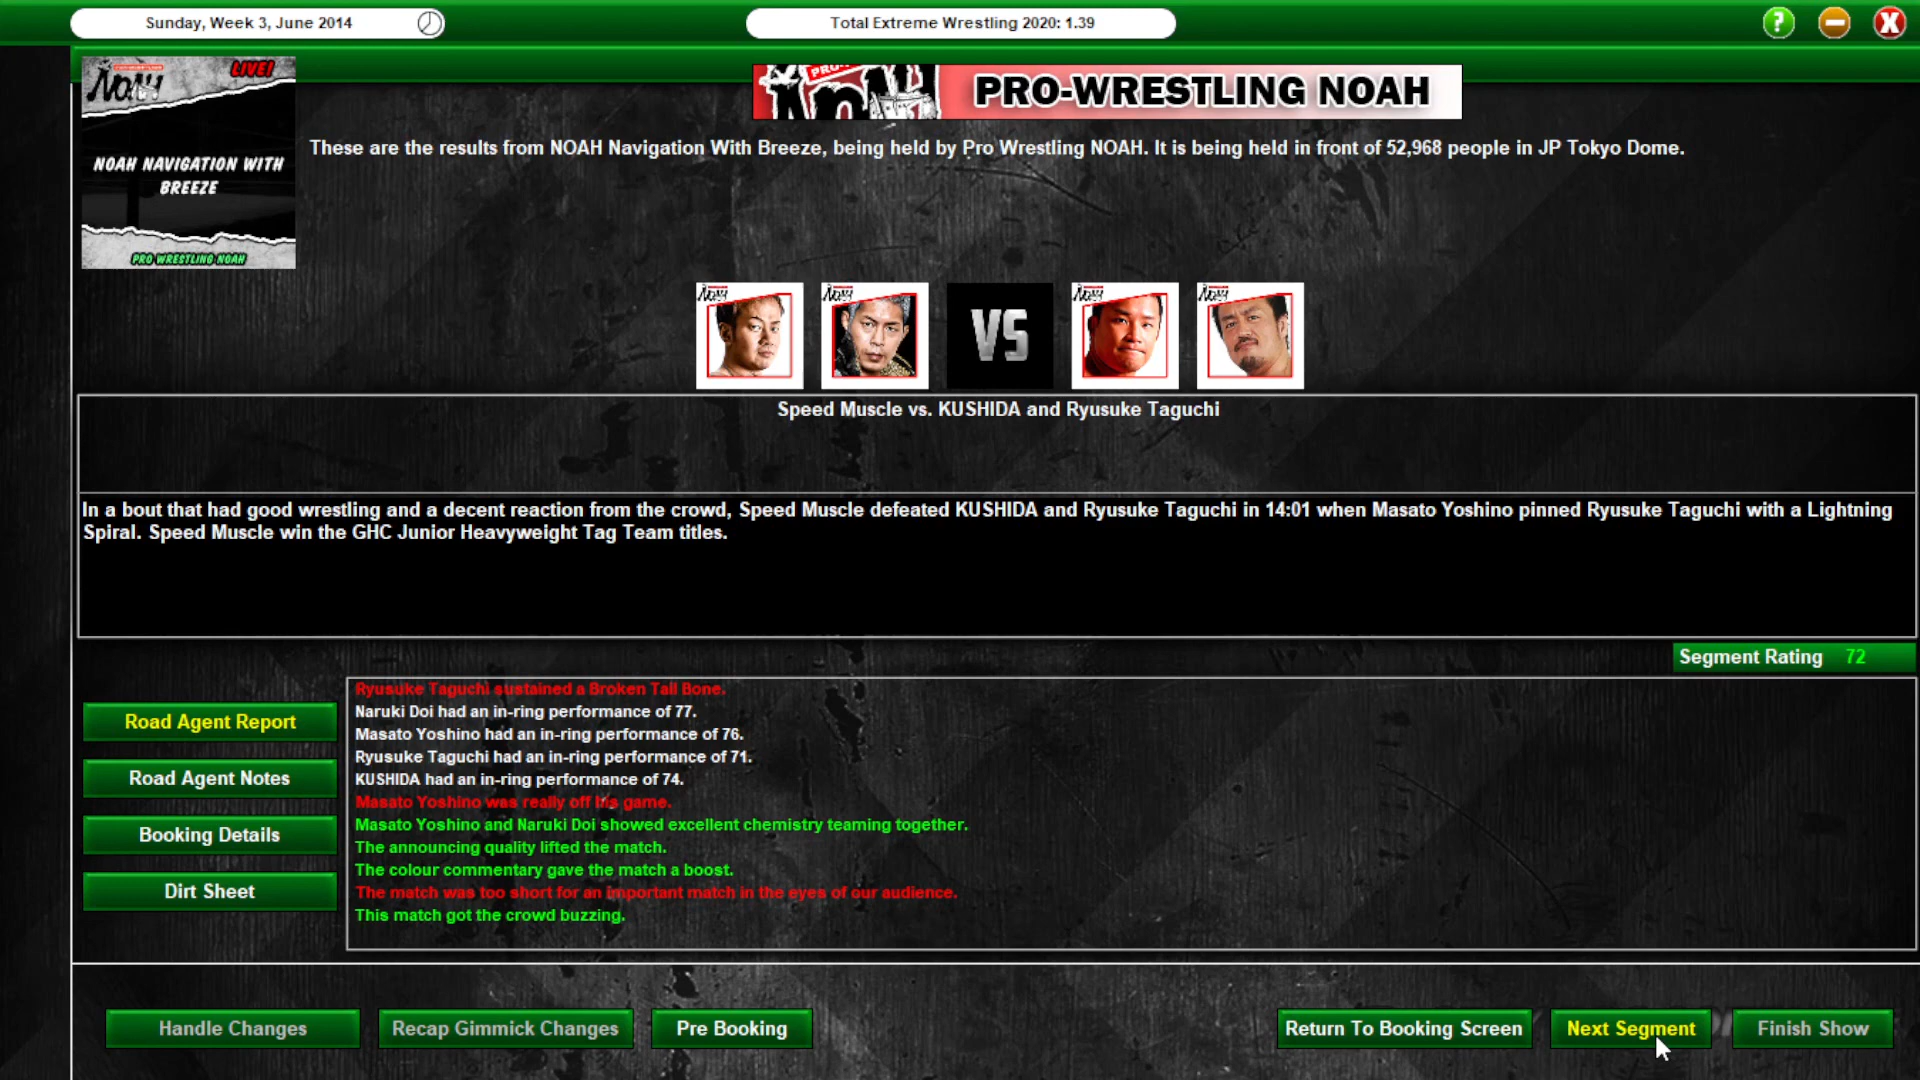 Sunday, Week 3, June 2014
Total Extreme Wrestling 2020: 1.39
NOAH
LIVE!
NOAH NAVIGATION WITH
BREEZE
PRO WRESTLING NOAH
PRO-WRESTLING NOAH
These are the results from NOAH Navigation With Breeze, being held by Pro Wrestling NOAH. It is being held in front of 52,968 people in JP Tokyo Dome.
NOAH
NOAH
VS
NOAH
NOAH
Speed Muscle vs. KUSHIDA and Ryusuke Taguchi
In a bout that had good wrestling and a decent reaction from the crowd, Speed Muscle defeated KUSHIDA and Ryusuke Taguchi in 14:01 when Masato Yoshino pinned Ryusuke Taguchi with a Lightning
Spiral. Speed Muscle win the GHC Junior Heavyweight Tag Team titles.
Segment Rating 72
Road Agent Report
Road Agent Notes
Booking Details
Dirt Sheet
Ryusuke Taguchi sustained a Broken Tail Bone.
Naruki Doi had an in-ring performance of 77.
Masato Yoshino had an in-ring performance of 76.
Ryusuke Taguchi had an in-ring performance of 71.
KUSHIDA had an in-ring performance of 74.
Masato Yoshino was really off his game.
Masato Yoshino and Naruki Doi showed excellent chemistry teaming together.
The announcing quality lifted the match.
The colour commentary gave the match a boost.
The match was too short for an important match in the eyes of our audience.
This match got the crowd buzzing.
Handle Changes
Recap Gimmick Changes
Pre Booking
Return To Booking Screen
Next Segment
Finish Show